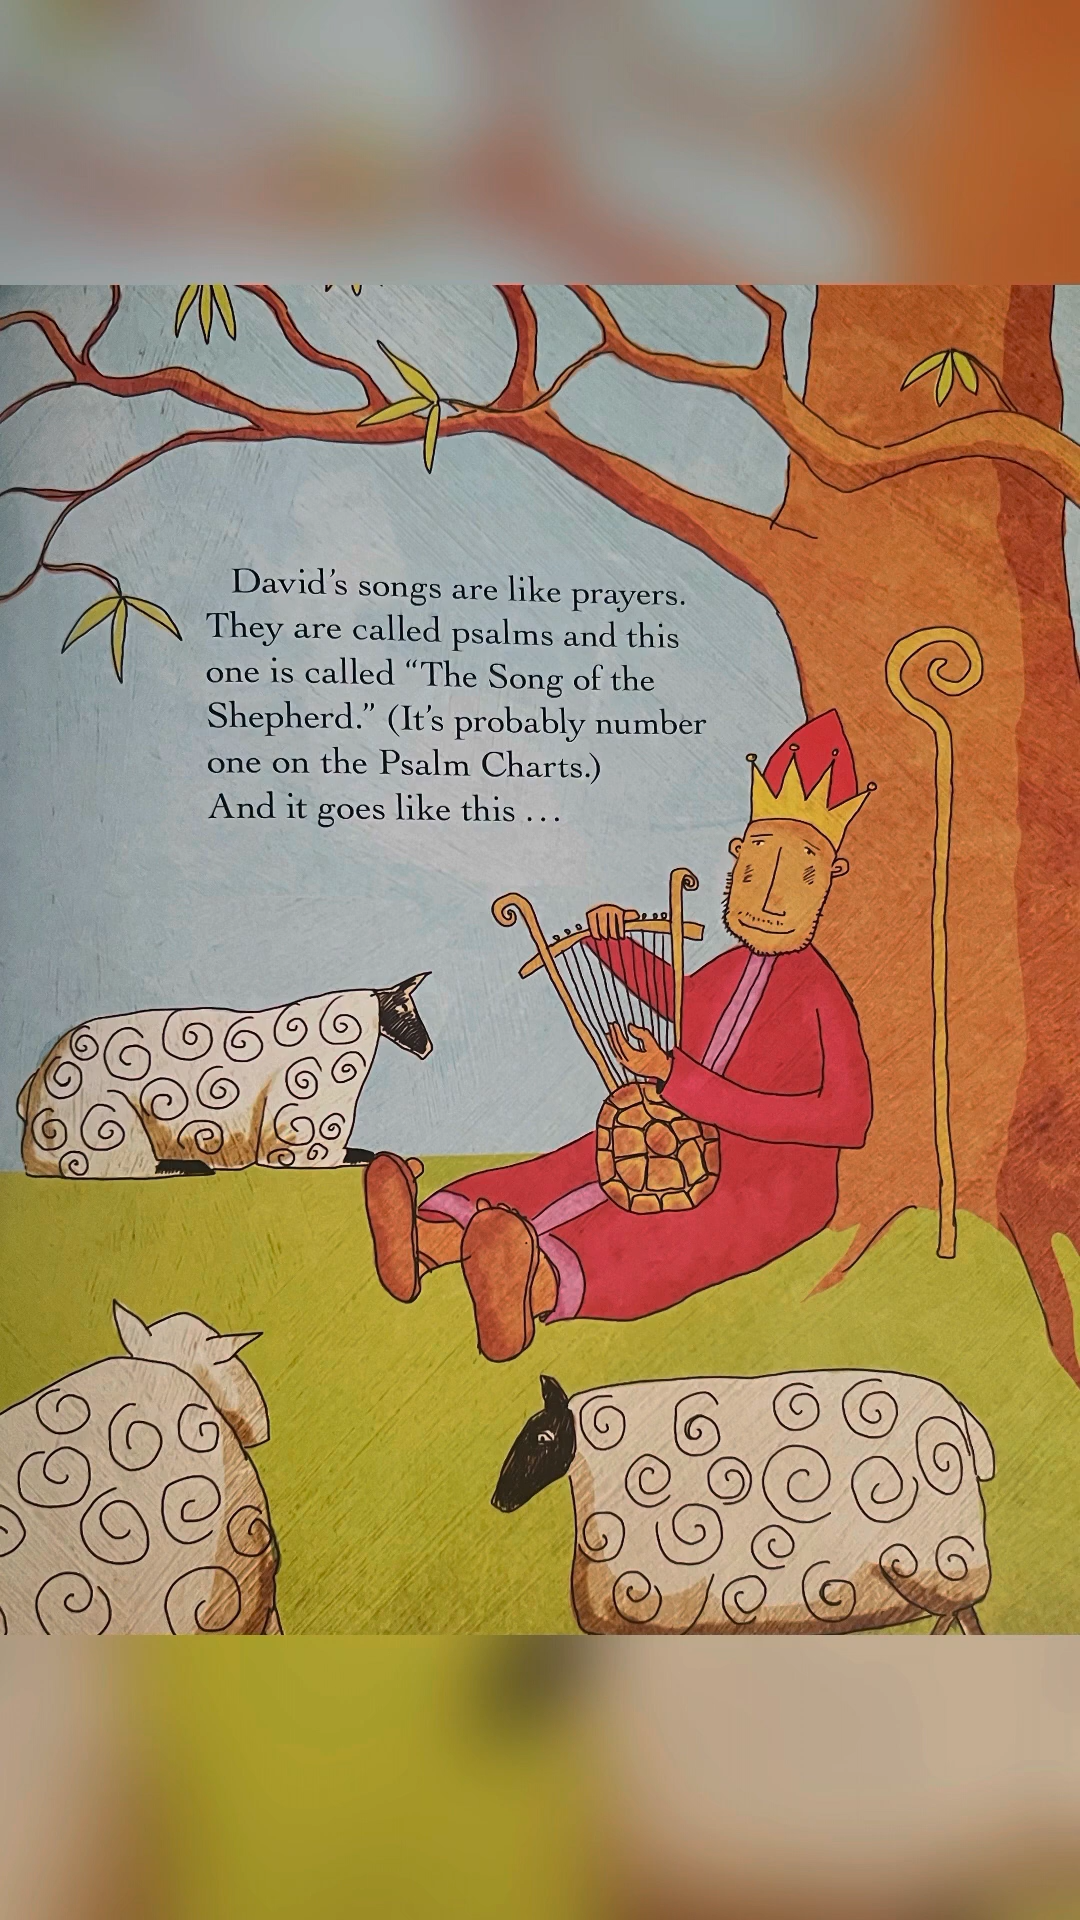 David's songs are like prayers.
They are called psalms and this
one is called “The Song of the
Shepherd.” (It's probably number
one on the Psalm Charts.)
And it goes like this ...